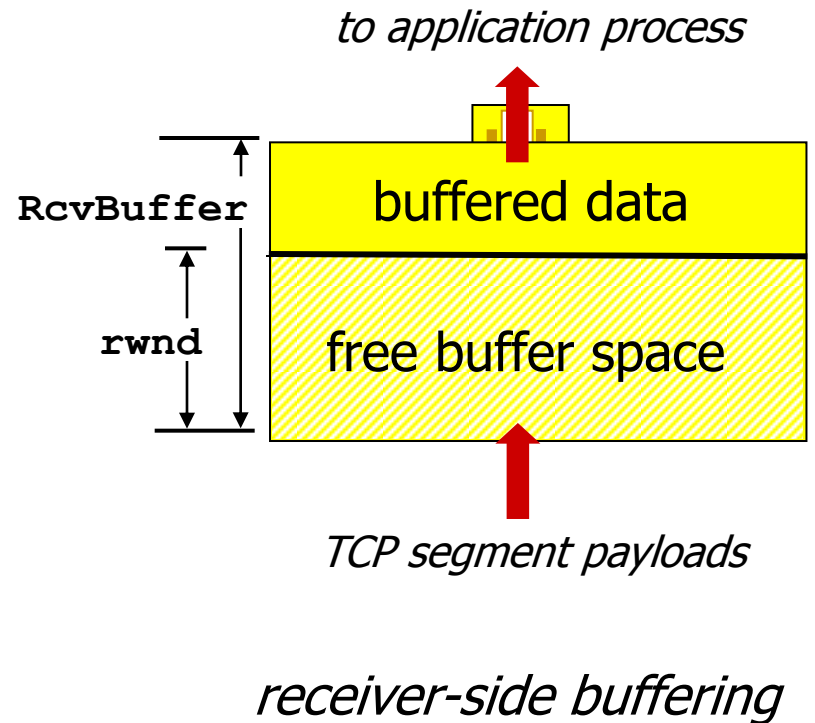 to application process
RcvBuffer
buffered data
rwnd
free buffer space
TCP segment payloads
receiver-side buffering